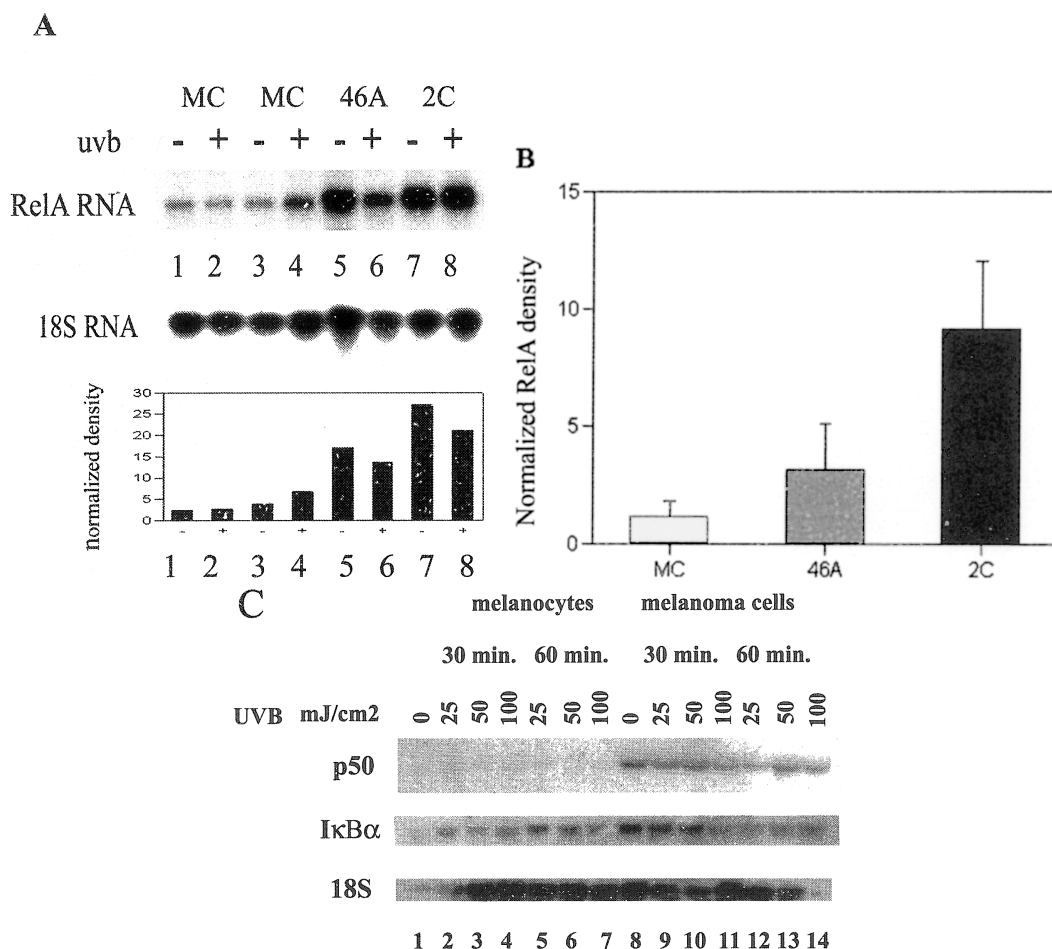 A
MC MC 46A 2C
uvb - + - + - + - +
RelA RNA
1 2 3 4 5 6 7 8
18S RNA
normalized density
30
25
20
15
10
5
0
- + - + - + - +
1 2 3 4 5 6 7 8
B
Normalized RelA density
15
10
5
0
MC 46A 2C
C
melanocytes melanoma cells
30 min. 60 min. 30 min. 60 min.
UVB mJ/cm2 0 25 50 100 25 50 100 0 25 50 100 25 50 100
p50
IκBα
18S
1 2 3 4 5 6 7 8 9 10 11 12 13 14